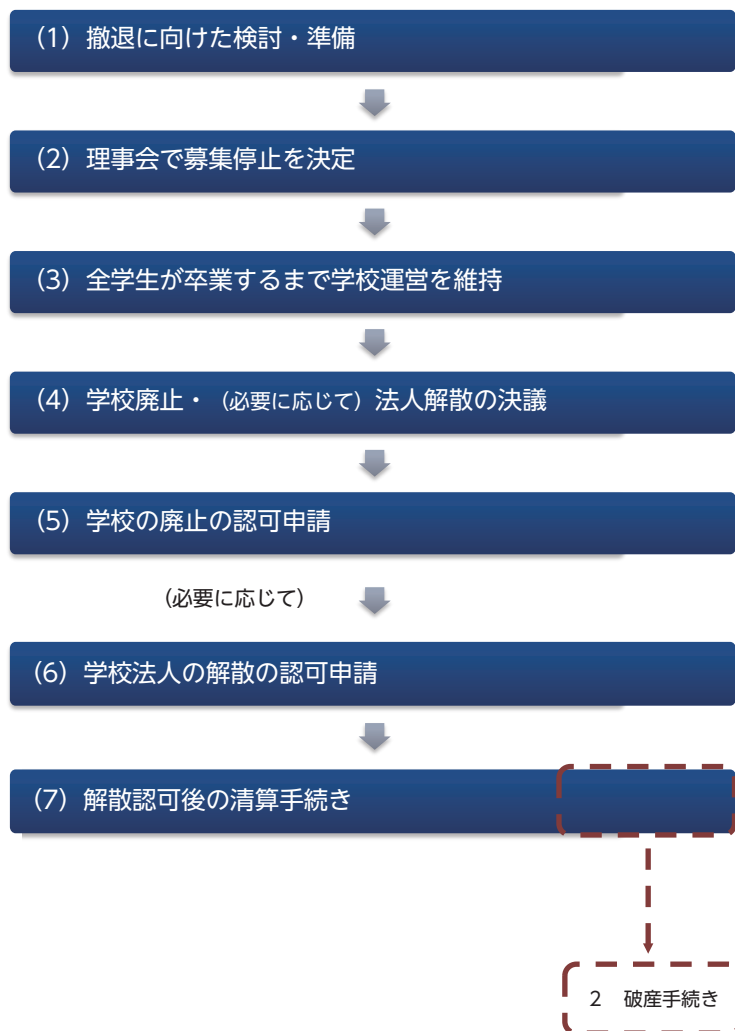 (1) 撤退に向けた検討・準備
(2) 理事会で募集停止を決定
(3) 全学生が卒業するまで学校運営を維持
(4) 学校廃止・（必要に応じて）法人解散の決議
(5) 学校の廃止の認可申請
（必要に応じて）
(6) 学校法人の解散の認可申請
(7) 解散認可後の清算手続き
2　破産手続き